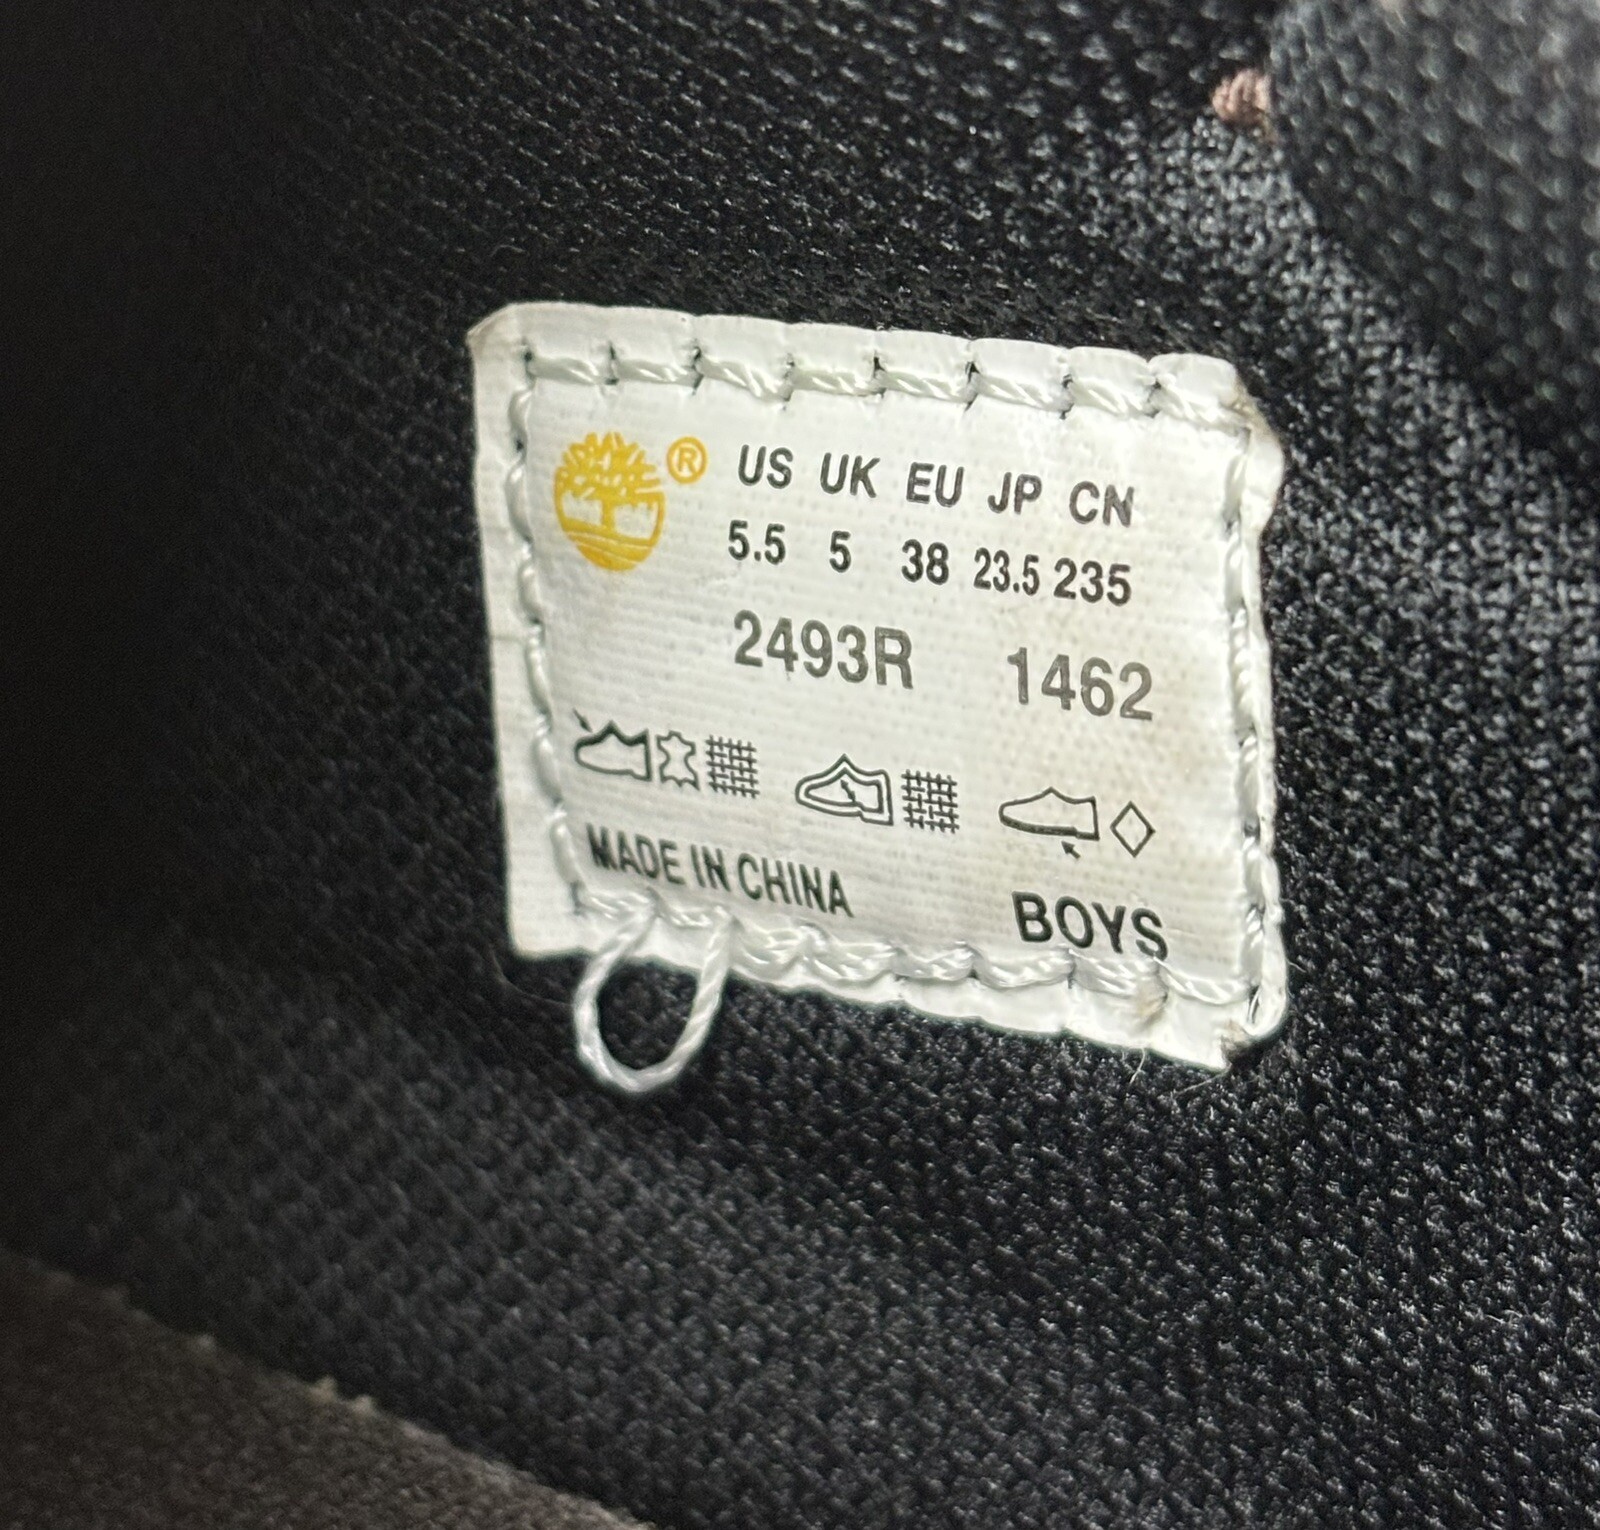 ® US UK EU JP CN
5.5 5 38 23.5 235
2493R 1462
MADE IN CHINA BOYS